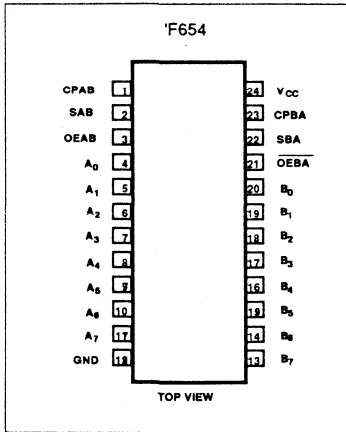 'F654
CPAB 1 24 VCC
SAB 2 23 CPBA
OEAB 3 22 SBA
A0 4 21 O̅E̅B̅A̅
A1 5 20 B0
A2 6 19 B1
A3 7 18 B2
A4 8 17 B3
A5 9 16 B4
A6 10 15 B5
A7 11 14 B6
GND 12 13 B7
TOP VIEW